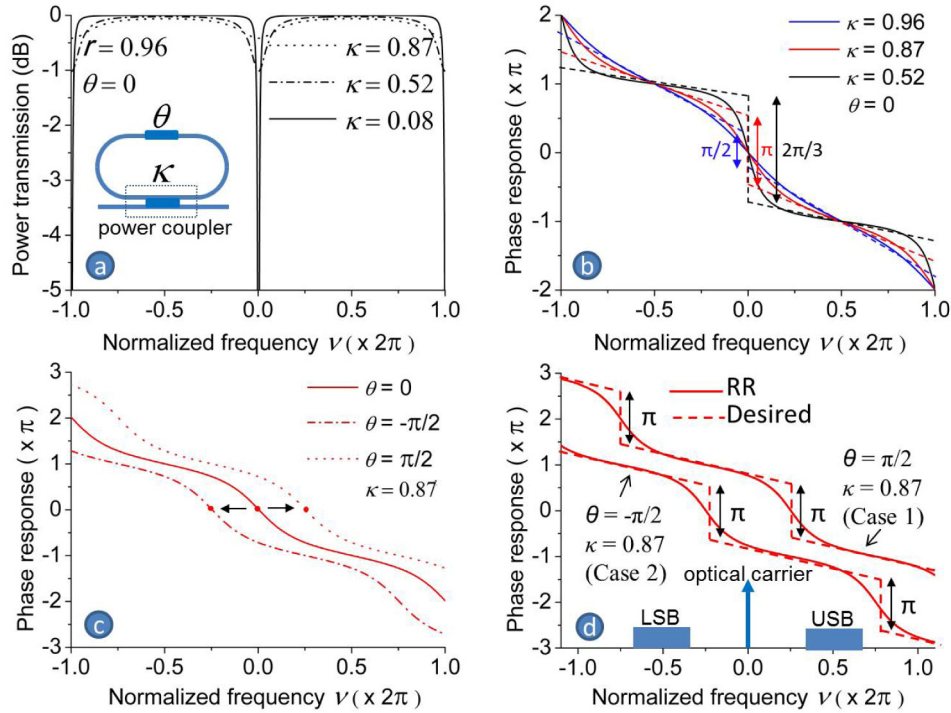 Power transmission (dB)
0
-1
-2
-3
-4
-5
r = 0.96
θ = 0
κ = 0.87
κ = 0.52
κ = 0.08
θ
κ
power coupler
a
-1.0
-0.5
0.0
0.5
1.0
Normalized frequency ν ( x 2π)
Phase response ( x π)
2
1
0
-1
-2
κ = 0.96
κ = 0.87
κ = 0.52
θ = 0
π/2
π
2π/3
b
-1.0
-0.5
0.0
0.5
1.0
Normalized frequency ν ( x 2π)
Phase response ( x π)
3
2
1
0
-1
-2
-3
θ = 0
θ = -π/2
θ = π/2
κ = 0.87
c
-1.0
-0.5
0.0
0.5
1.0
Normalized frequency ν ( x 2π)
Phase response ( x π)
3
2
1
0
-1
-2
-3
RR
Desired
π
θ = π/2
κ = 0.87
(Case 1)
π
π
θ = -π/2
κ = 0.87
(Case 2)
optical carrier
π
LSB
USB
d
-1.0
-0.5
0.0
0.5
1.0
Normalized frequency ν ( x 2π)